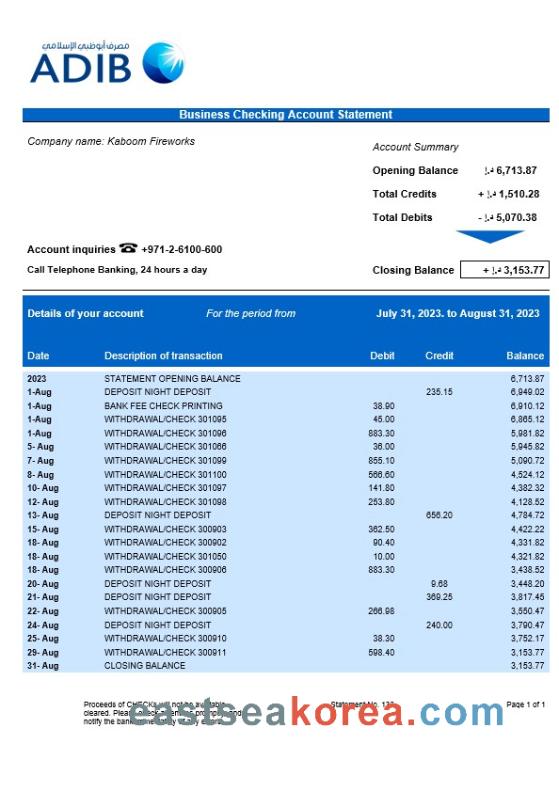 مصرف أبوظبي الإسلامي
ADIB
Business Checking Account Statement
Company name: Kaboom Fireworks
Account Summary
Opening Balance د.إ 6,713.87
Total Credits + د.إ 1,510.28
Total Debits - د.إ 5,070.38
Account inquiries ☎ +971-2-6100-600
Call Telephone Banking, 24 hours a day
Closing Balance + د.إ 3,153.77
Details of your account For the period from July 31, 2023. to August 31, 2023
Date Description of transaction Debit Credit Balance
2023 STATEMENT OPENING BALANCE 6,713.87
1-Aug DEPOSIT NIGHT DEPOSIT 235.15 6,949.02
1-Aug BANK FEE CHECK PRINTING 38.90 6,910.12
1-Aug WITHDRAWAL/CHECK 301095 45.00 6,865.12
1-Aug WITHDRAWAL/CHECK 301096 883.30 5,981.82
5- Aug WITHDRAWAL/CHECK 301066 36.00 5,945.82
7- Aug WITHDRAWAL/CHECK 301099 855.10 5,090.72
8- Aug WITHDRAWAL/CHECK 301100 566.60 4,524.12
10- Aug WITHDRAWAL/CHECK 301097 141.80 4,382.32
12- Aug WITHDRAWAL/CHECK 301098 253.80 4,128.52
13- Aug DEPOSIT NIGHT DEPOSIT 656.20 4,784.72
15- Aug WITHDRAWAL/CHECK 300903 362.50 4,422.22
18- Aug WITHDRAWAL/CHECK 300902 90.40 4,331.82
18- Aug WITHDRAWAL/CHECK 301050 10.00 4,321.82
18- Aug WITHDRAWAL/CHECK 300906 883.30 3,438.52
20- Aug DEPOSIT NIGHT DEPOSIT 9.68 3,448.20
21- Aug DEPOSIT NIGHT DEPOSIT 369.25 3,817.45
22- Aug WITHDRAWAL/CHECK 300905 266.98 3,550.47
24- Aug DEPOSIT NIGHT DEPOSIT 240.00 3,790.47
25- Aug WITHDRAWAL/CHECK 300910 38.30 3,752.17
29- Aug WITHDRAWAL/CHECK 300911 598.40 3,153.77
31- Aug CLOSING BALANCE 3,153.77
Proceeds of CHECKs will not be available Statement No. Page 1 of 1
cleared.
notify the bank
eastseakorea.com